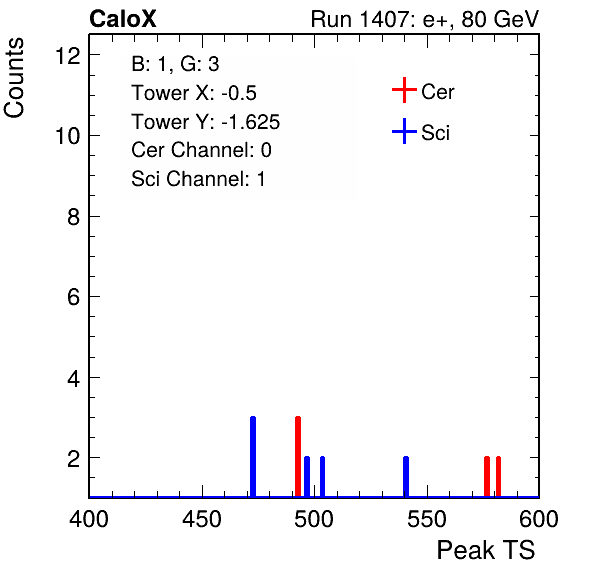 CaloX
Run 1407: e+, 80 GeV
Counts
B: 1, G: 3
Tower X: -0.5
Tower Y: -1.625
Cer Channel: 0
Sci Channel: 1
Cer
Sci
12
10
8
6
4
2
400
450
500
550
600
Peak TS